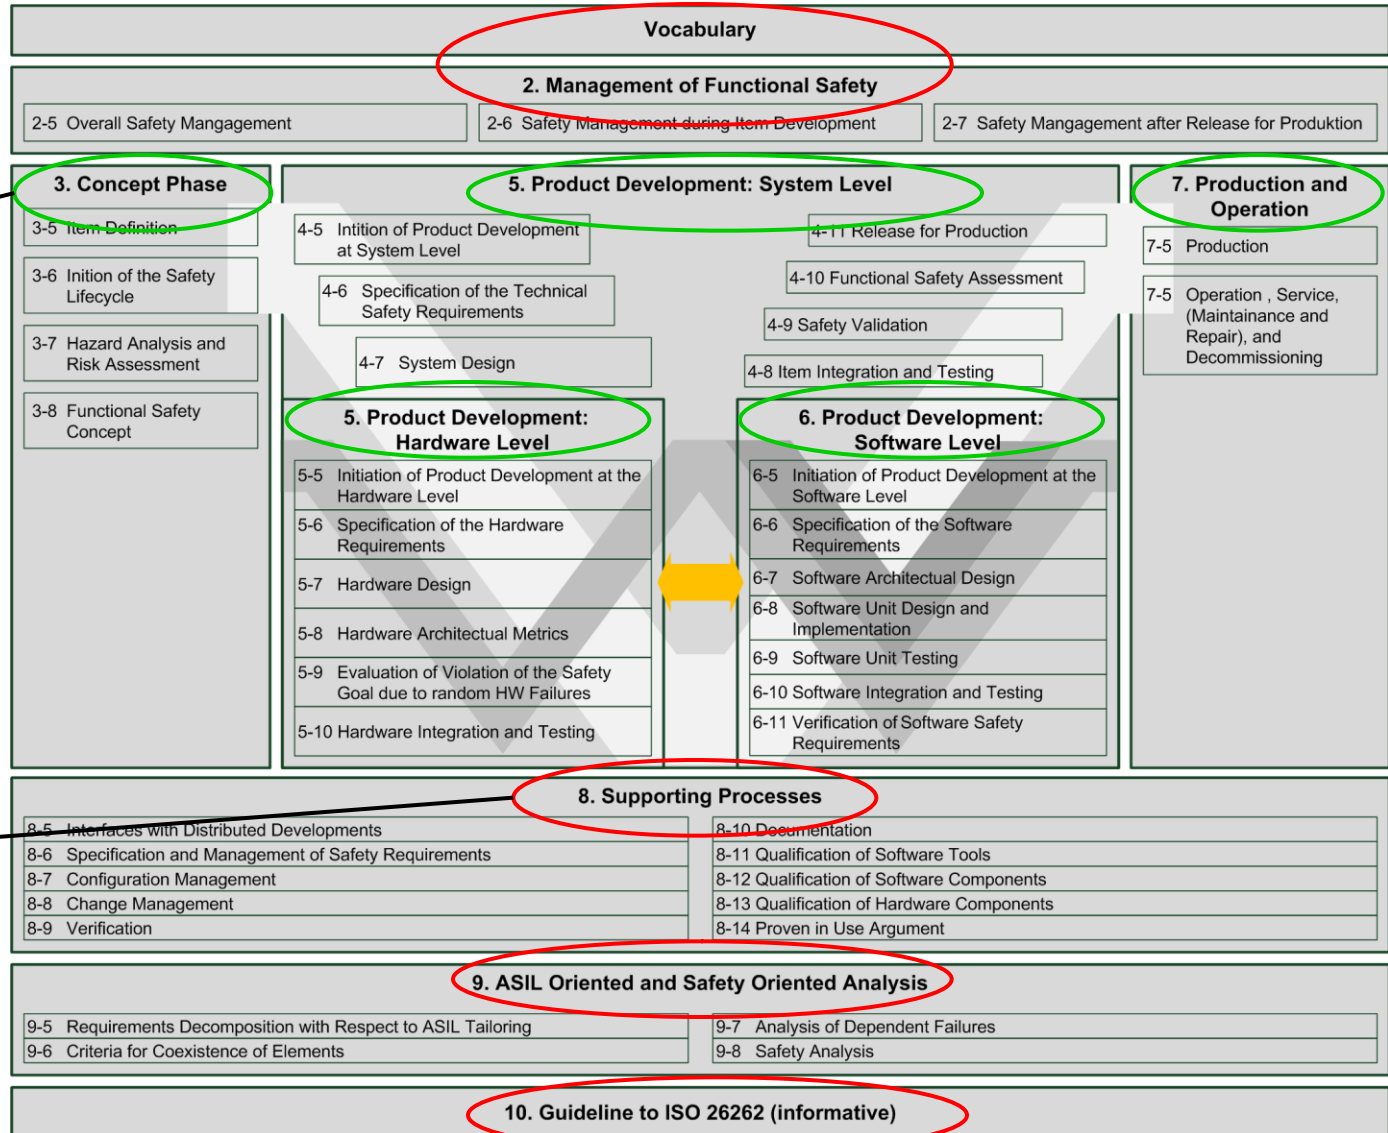 Vocabulary
2. Management of Functional Safety
2-5 Overall Safety Mangagement
2-6 Safety Management during Item Development
2-7 Safety Mangagement after Release for Produktion
3. Concept Phase
3-5 Item Definition
3-6 Inition of the Safety
Lifecycle
3-7 Hazard Analysis and
Risk Assessment
3-8 Functional Safety
Concept
5. Product Development: System Level
4-5 Intition of Product Development
at System Level
4-6 Specification of the Technical
Safety Requirements
4-7 System Design
4-11 Release for Production
4-10 Functional Safety Assessment
4-9 Safety Validation
4-8 Item Integration and Testing
5. Product Development:
Hardware Level
5-5 Initiation of Product Development at the
Hardware Level
5-6 Specification of the Hardware
Requirements
5-7 Hardware Design
5-8 Hardware Architectual Metrics
5-9 Evaluation of Violation of the Safety
Goal due to random HW Failures
5-10 Hardware Integration and Testing
6. Product Development:
Software Level
6-5 Initiation of Product Development at the
Software Level
6-6 Specification of the Software
Requirements
6-7 Software Architectual Design
6-8 Software Unit Design and
Implementation
6-9 Software Unit Testing
6-10 Software Integration and Testing
6-11 Verification of Software Safety
Requirements
7. Production and
Operation
7-5 Production
7-5 Operation , Service,
(Maintainance and
Repair), and
Decommissioning
8. Supporting Processes
8-5 Interfaces with Distributed Developments
8-6 Specification and Management of Safety Requirements
8-7 Configuration Management
8-8 Change Management
8-9 Verification
8-10 Documentation
8-11 Qualification of Software Tools
8-12 Qualification of Software Components
8-13 Qualification of Hardware Components
8-14 Proven in Use Argument
9. ASIL Oriented and Safety Oriented Analysis
9-5 Requirements Decomposition with Respect to ASIL Tailoring
9-6 Criteria for Coexistence of Elements
9-7 Analysis of Dependent Failures
9-8 Safety Analysis
10. Guideline to ISO 26262 (informative)